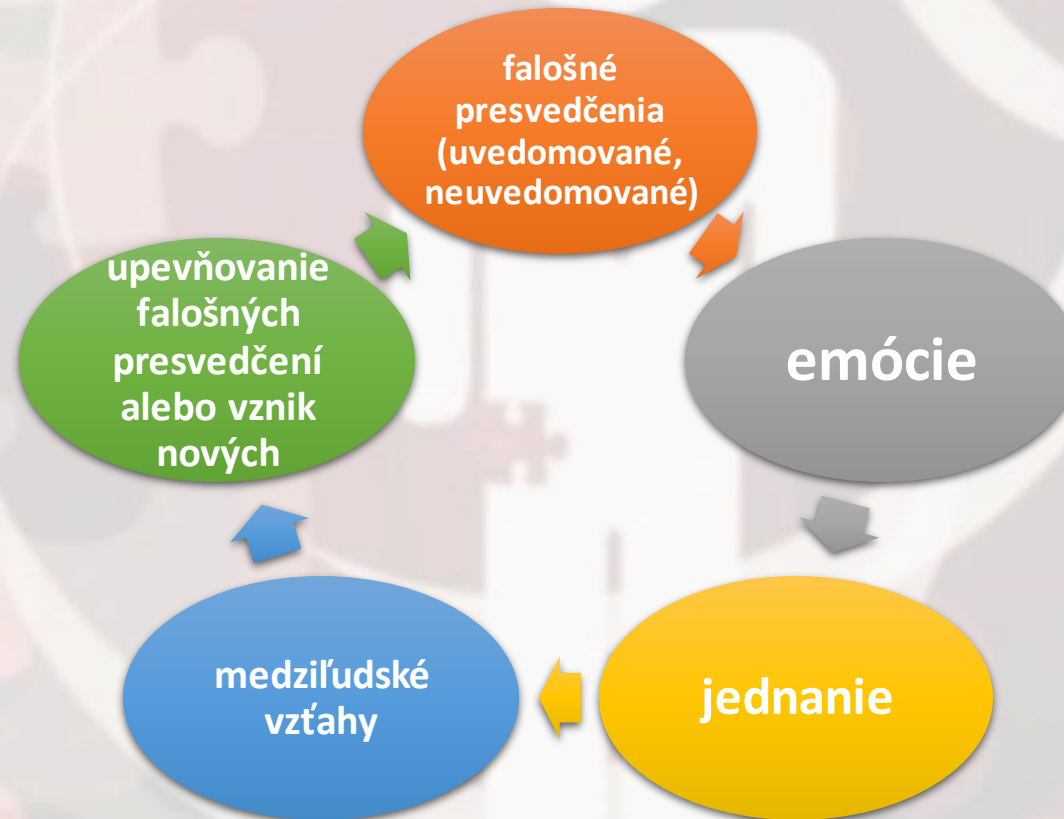 falošné
presvedčenia
(uvedomované,
neuvedomované)
emócie
jednanie
medziľudské
vzťahy
upevňovanie
falošných
presvedčení
alebo vznik
nových